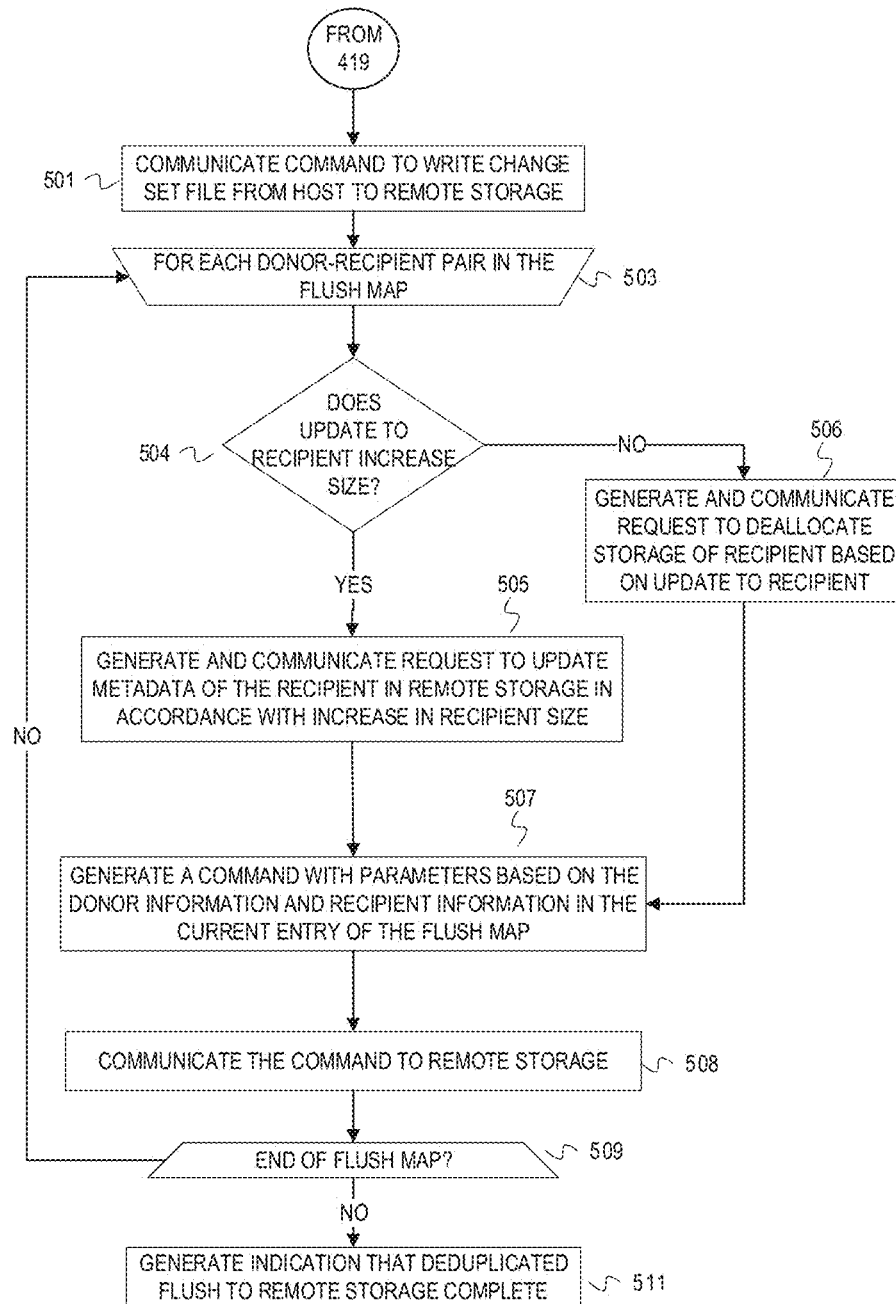 FROM
419
501
COMMUNICATE COMMAND TO WRITE CHANGE
SET FILE FROM HOST TO REMOTE STORAGE
FOR EACH DONOR-RECIPIENT PAIR IN THE
FLUSH MAP
503
504
DOES
UPDATE TO
RECIPIENT INCREASE
SIZE?
NO
506
GENERATE AND COMMUNICATE
REQUEST TO DEALLOCATE
STORAGE OF RECIPIENT BASED
ON UPDATE TO RECIPIENT
YES
505
GENERATE AND COMMUNICATE REQUEST TO UPDATE
METADATA OF THE RECIPIENT IN REMOTE STORAGE IN
ACCORDANCE WITH INCREASE IN RECIPIENT SIZE
NO
507
GENERATE A COMMAND WITH PARAMETERS BASED ON THE
DONOR INFORMATION AND RECIPIENT INFORMATION IN THE
CURRENT ENTRY OF THE FLUSH MAP
COMMUNICATE THE COMMAND TO REMOTE STORAGE
508
END OF FLUSH MAP?
509
NO
GENERATE INDICATION THAT DEDUPLICATED
FLUSH TO REMOTE STORAGE COMPLETE
511